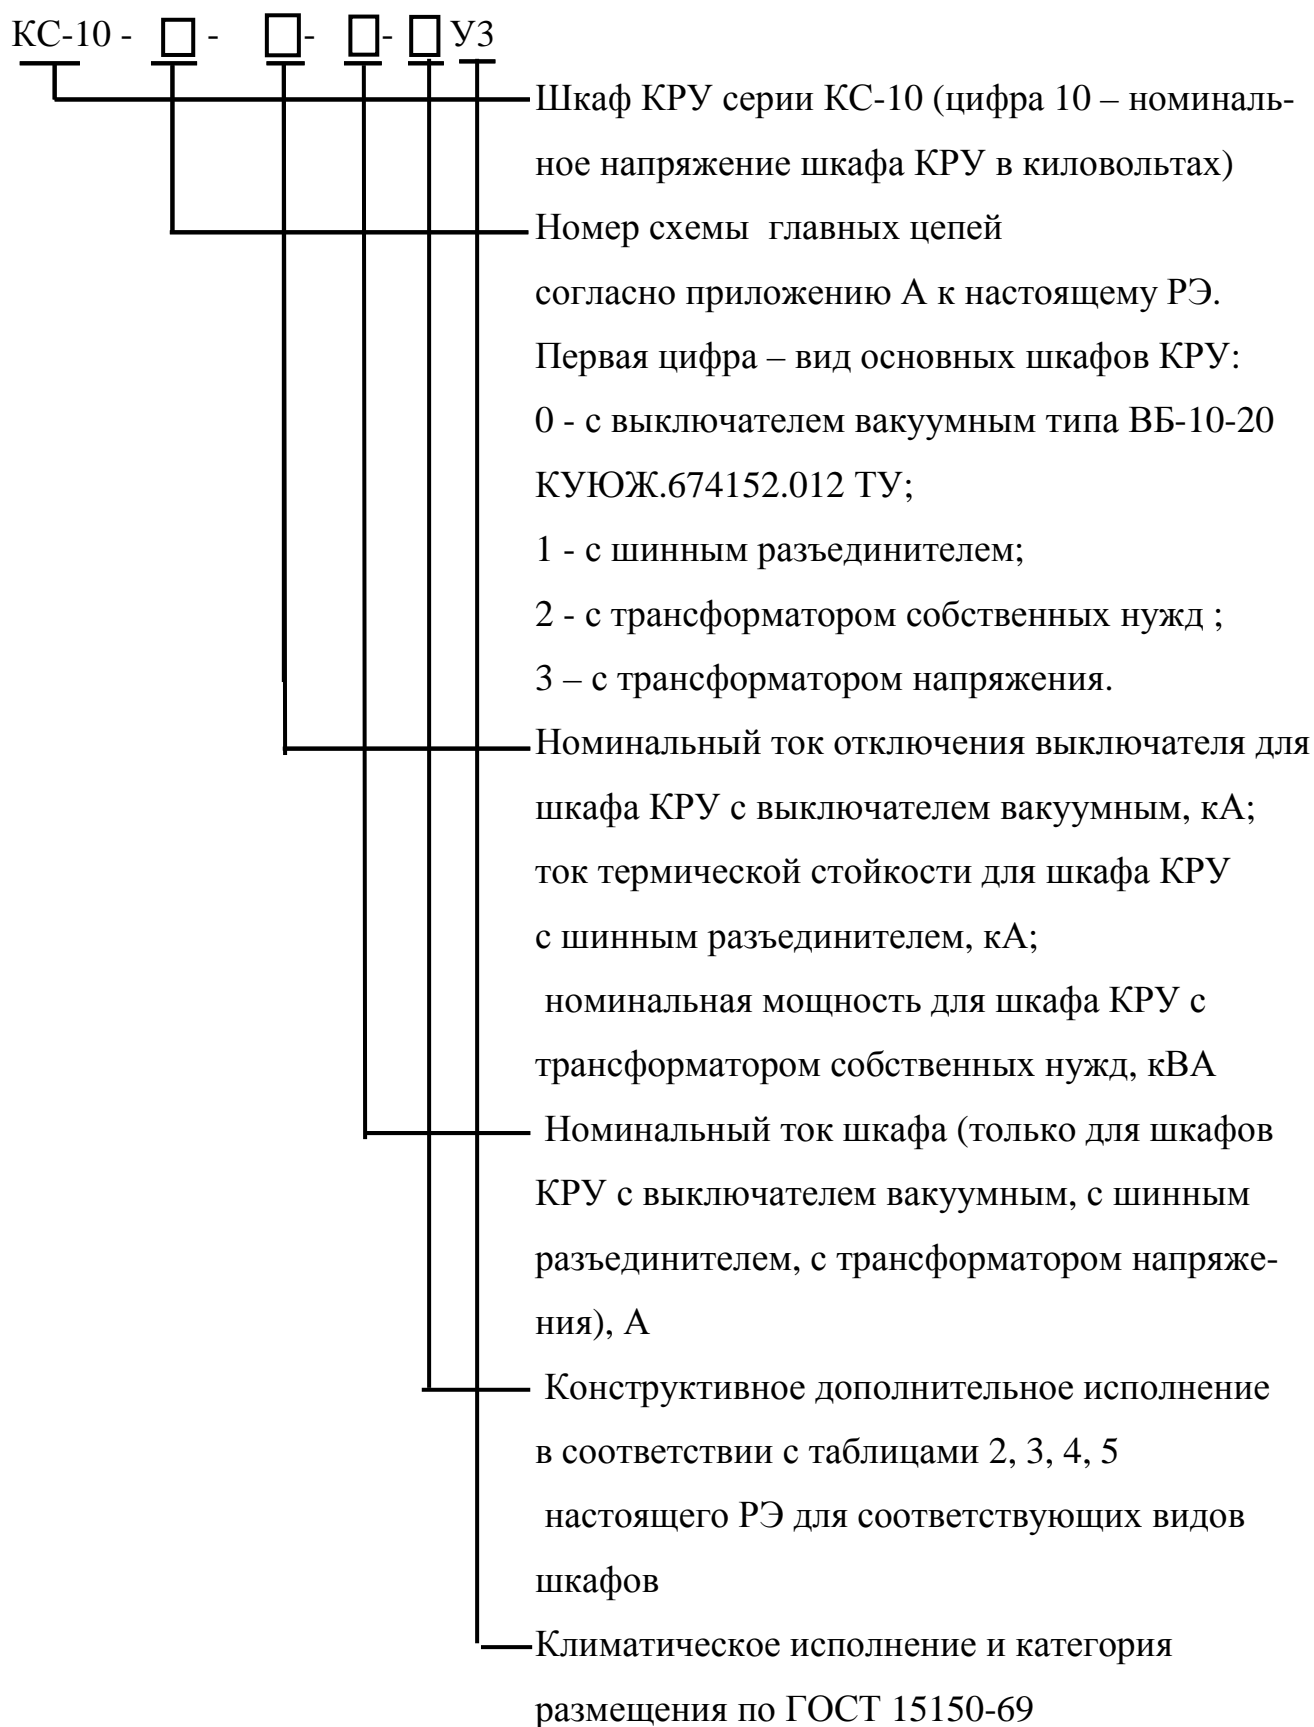 КС-10 - - - - У3
Шкаф КРУ серии КС-10 (цифра 10 – номиналь-
ное напряжение шкафа КРУ в киловольтах)
Номер схемы главных цепей
согласно приложению А к настоящему РЭ.
Первая цифра – вид основных шкафов КРУ:
0 - с выключателем вакуумным типа ВБ-10-20
КУЮЖ.674152.012 ТУ;
1 - с шинным разъединителем;
2 - с трансформатором собственных нужд ;
3 – с трансформатором напряжения.
Номинальный ток отключения выключателя для
шкафа КРУ с выключателем вакуумным, кА;
ток термической стойкости для шкафа КРУ
с шинным разъединителем, кА;
номинальная мощность для шкафа КРУ с
трансформатором собственных нужд, кВА
Номинальный ток шкафа (только для шкафов
КРУ с выключателем вакуумным, с шинным
разъединителем, с трансформатором напряже-
ния), А
Конструктивное дополнительное исполнение
в соответствии с таблицами 2, 3, 4, 5
настоящего РЭ для соответствующих видов
шкафов
Климатическое исполнение и категория
размещения по ГОСТ 15150-69